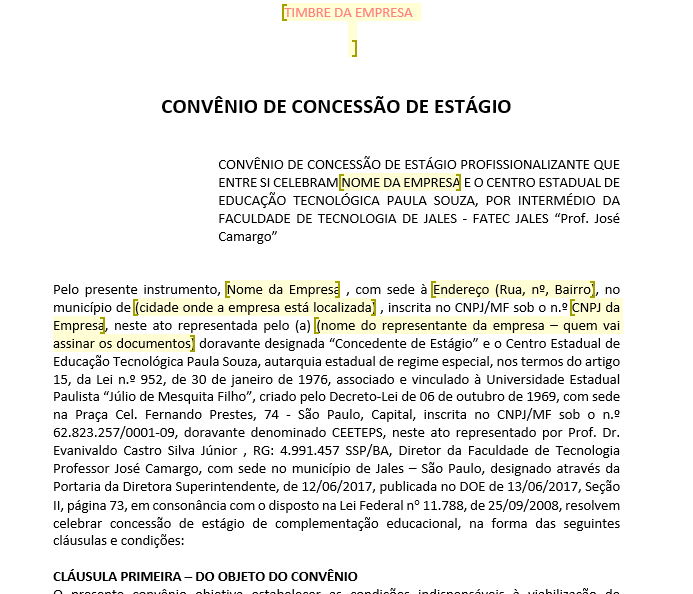 [TIMBRE DA EMPRESA
]
CONVÊNIO DE CONCESSÃO DE ESTÁGIO
CONVÊNIO DE CONCESSÃO DE ESTÁGIO PROFISSIONALIZANTE QUE
ENTRE SI CELEBRAM[NOME DA EMPRESA] E O CENTRO ESTADUAL DE
EDUCAÇÃO TECNOLÓGICA PAULA SOUZA, POR INTERMÉDIO DA
FACULDADE DE TECNOLOGIA DE JALES - FATEC JALES “Prof. José
Camargo”
Pelo presente instrumento, [Nome da Empresa] , com sede à [Endereço (Rua, nº, Bairro)], no
município de [(cidade onde a empresa está localizada)] , inscrita no CNPJ/MF sob o n.º [CNPJ da
Empresa], neste ato representada pelo (a) [(nome do representante da empresa – quem vai
assinar os documentos)] doravante designada “Concedente de Estágio” e o Centro Estadual de
Educação Tecnológica Paula Souza, autarquia estadual de regime especial, nos termos do artigo
15, da Lei n.º 952, de 30 de janeiro de 1976, associado e vinculado à Universidade Estadual
Paulista “Júlio de Mesquita Filho”, criado pelo Decreto-Lei de 06 de outubro de 1969, com sede
na Praça Cel. Fernando Prestes, 74 - São Paulo, Capital, inscrita no CNPJ/MF sob o n.º
62.823.257/0001-09, doravante denominado CEETEPS, neste ato representado por Prof. Dr.
Evanivaldo Castro Silva Júnior , RG: 4.991.457 SSP/BA, Diretor da Faculdade de Tecnologia
Professor José Camargo, com sede no município de Jales – São Paulo, designado através da
Portaria da Diretora Superintendente, de 12/06/2017, publicada no DOE de 13/06/2017, Seção
II, página 73, em consonância com o disposto na Lei Federal nº 11.788, de 25/09/2008, resolvem
celebrar concessão de estágio de complementação educacional, na forma das seguintes
cláusulas e condições:
CLÁUSULA PRIMEIRA – DO OBJETO DO CONVÊNIO
O presente convênio objetiva estabelecer as condições indispensáveis à viabilização de